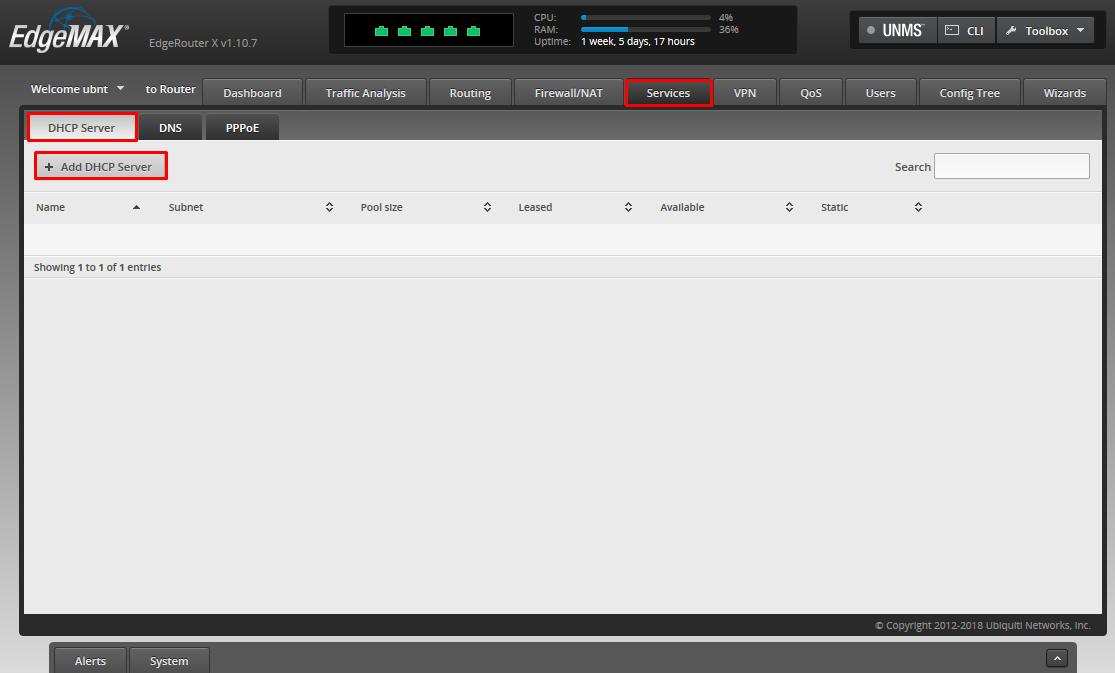 EdgeMAX®
EdgeRouter X v1.10.7
CPU: 4%
RAM: 36%
Uptime: 1 week, 5 days, 17 hours
UNMS™ CLI Toolbox
Welcome ubnt to Router Dashboard Traffic Analysis Routing Firewall/NAT Services VPN QoS Users Config Tree Wizards
DHCP Server DNS PPPoE
+ Add DHCP Server Search
Name Subnet Pool size Leased Available Static
Showing 1 to 1 of 1 entries
© Copyright 2012-2018 Ubiquiti Networks, Inc.
Alerts System